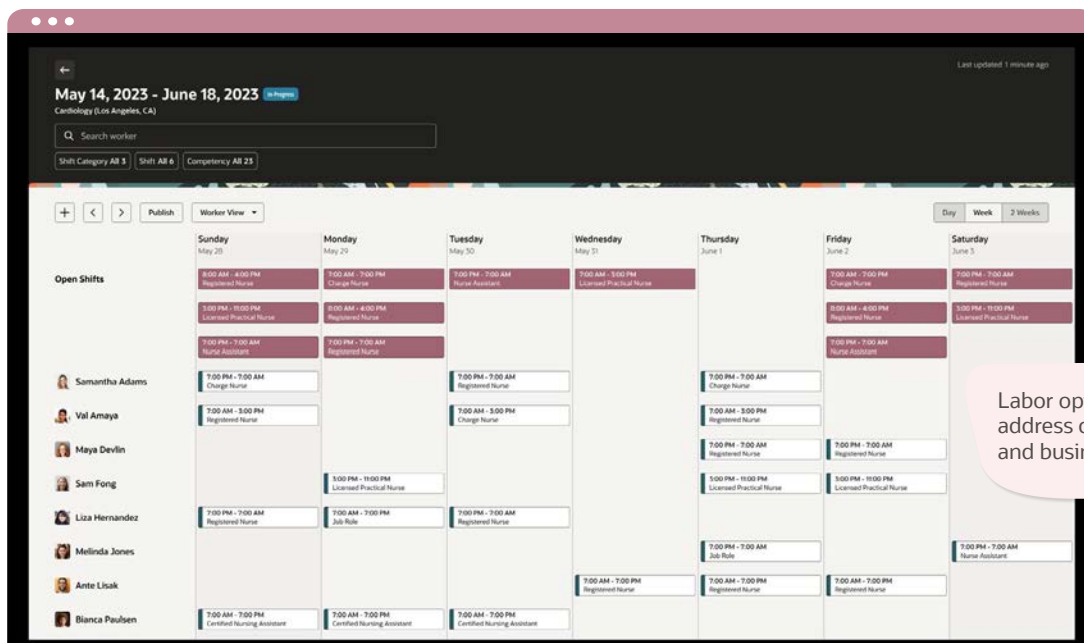 Last updated 1 minute ago
May 14, 2023 - June 18, 2023 In Progress
Cardiology (Los Angeles, CA)
Search worker
Shift Category All 3 Shift All 6 Competency All 23
Publish Worker View Day Week 2 Weeks
Sunday Monday Tuesday Wednesday Thursday Friday Saturday
May 28 May 29 May 30 May 31 June 1 June 2 June 3
Open Shifts
8:00 AM - 4:00 PM 7:00 AM - 7:00 PM 7:00 PM - 7:00 AM 7:00 AM - 3:00 PM 7:00 AM - 7:00 PM 7:00 PM - 7:00 AM
Registered Nurse Charge Nurse Nurse Assistant Licensed Practical Nurse Charge Nurse Registered Nurse
3:00 PM - 11:00 PM 8:00 AM - 4:00 PM 8:00 AM - 4:00 PM 3:00 PM - 11:00 PM
Licensed Practical Nurse Registered Nurse Registered Nurse Licensed Practical Nurse
7:00 PM - 7:00 AM 7:00 PM - 7:00 AM 7:00 PM - 7:00 AM
Nurse Assistant Registered Nurse Nurse Assistant
Samantha Adams
7:00 PM - 7:00 AM 7:00 PM - 7:00 AM 7:00 PM - 7:00 AM
Charge Nurse Registered Nurse Charge Nurse
Val Amaya
7:00 AM - 3:00 PM 7:00 PM - 7:00 AM 7:00 AM - 3:00 PM
Registered Nurse Charge Nurse Registered Nurse
Maya Devlin
7:00 PM - 7:00 AM 7:00 PM - 7:00 AM
Registered Nurse Registered Nurse
Sam Fong
3:00 PM - 11:00 PM 3:00 PM - 11:00 PM 3:00 PM - 11:00 PM
Licensed Practical Nurse Licensed Practical Nurse Licensed Practical Nurse
Liza Hernandez
7:00 PM - 7:00 AM 7:00 AM - 7:00 PM 7:00 PM - 7:00 AM
Registered Nurse Job Role Registered Nurse
Melinda Jones
7:00 PM - 7:00 AM 7:00 PM - 7:00 AM
Job Role Nurse Assistant
Ante Lisak
7:00 AM - 7:00 PM 7:00 AM - 7:00 PM 7:00 AM - 7:00 PM
Registered Nurse Registered Nurse Registered Nurse
Bianca Paulsen
7:00 AM - 7:00 PM 7:00 AM - 7:00 PM 7:00 AM - 7:00 PM
Certified Nursing Assistant Certified Nursing Assistant Certified Nursing Assistant
Labor op
address
and busi